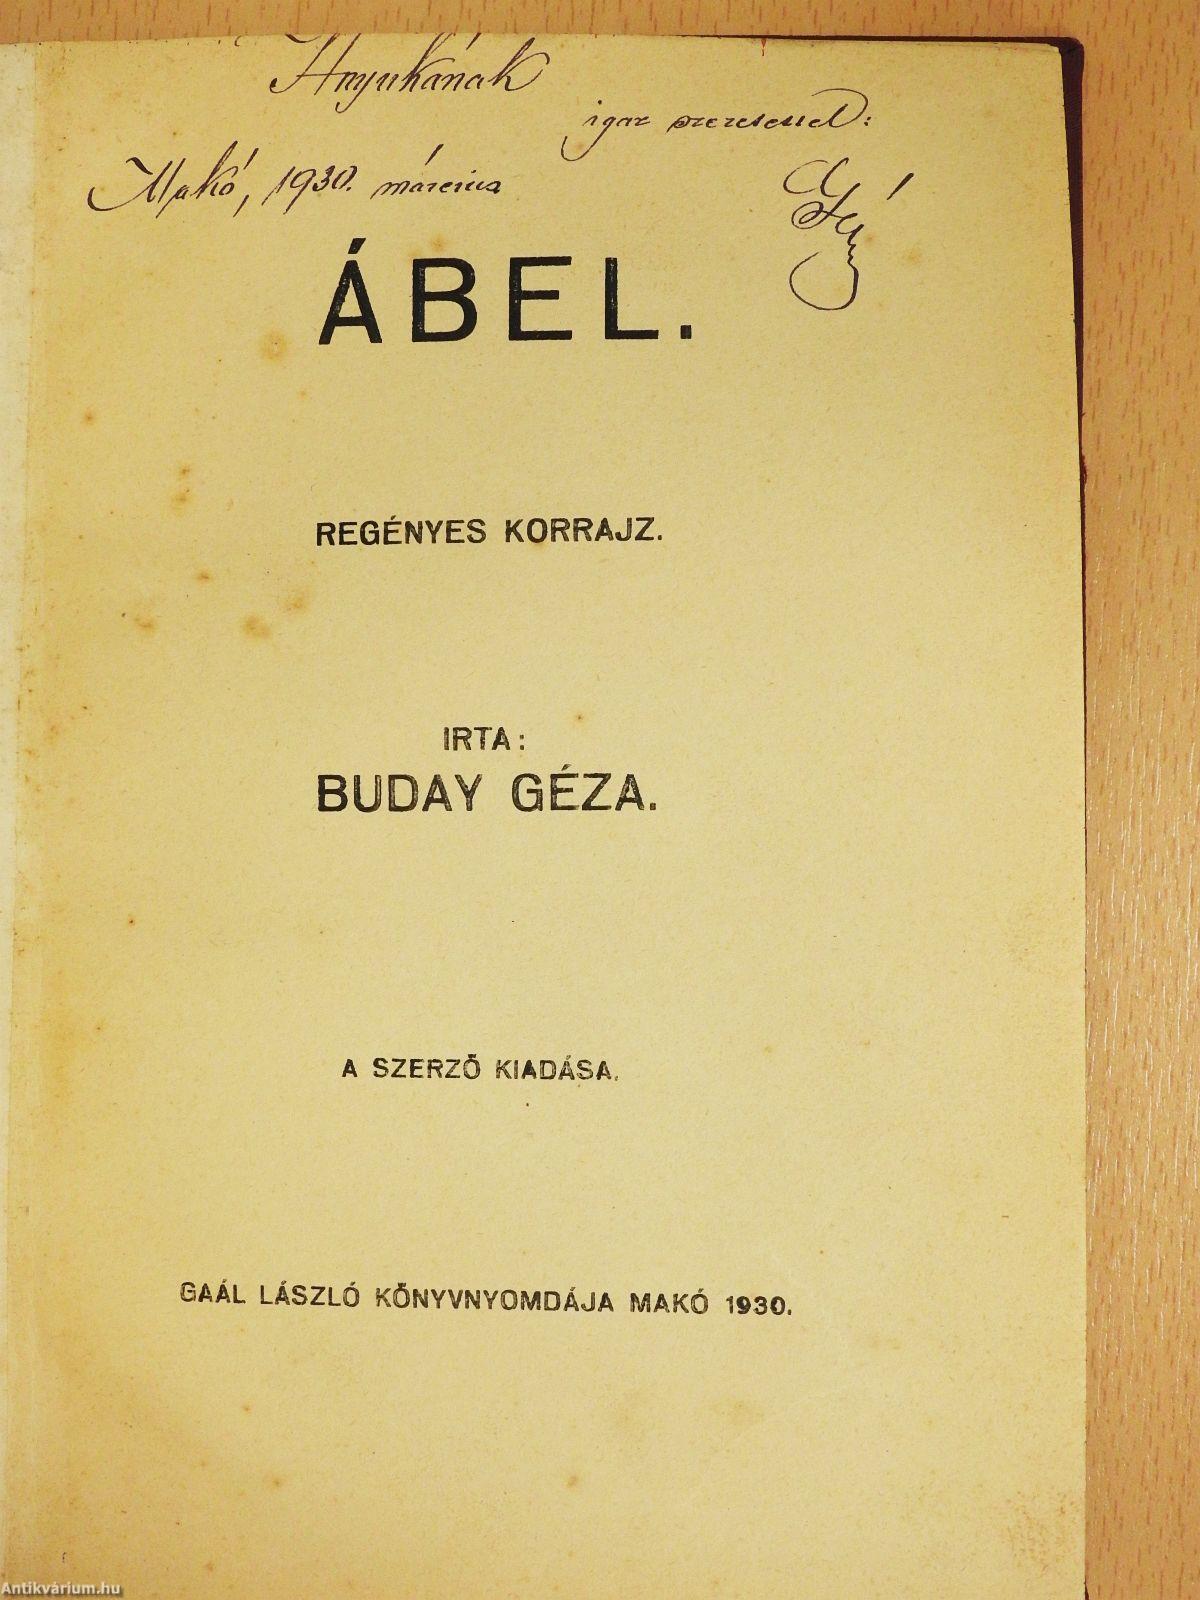 Anyukának
igaz szeretettel:
Makó, 1930. március
ÁBEL.
REGÉNYES KORRAJZ.
IRTA:
BUDAY GÉZA.
A SZERZŐ KIADÁSA.
GAÁL LÁSZLÓ KÖNYVNYOMDÁJA MAKÓ 1930.
Antikvárium.hu